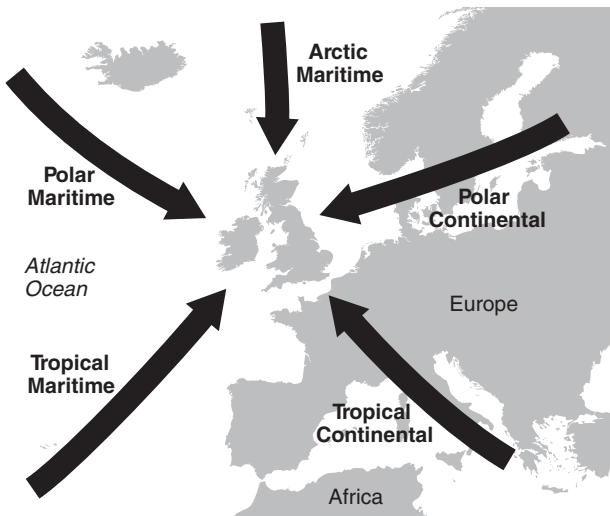 Arctic
Maritime
Polar
Maritime
Polar
Continental
Atlantic
Ocean
Europe
Tropical
Maritime
Tropical
Continental
Africa